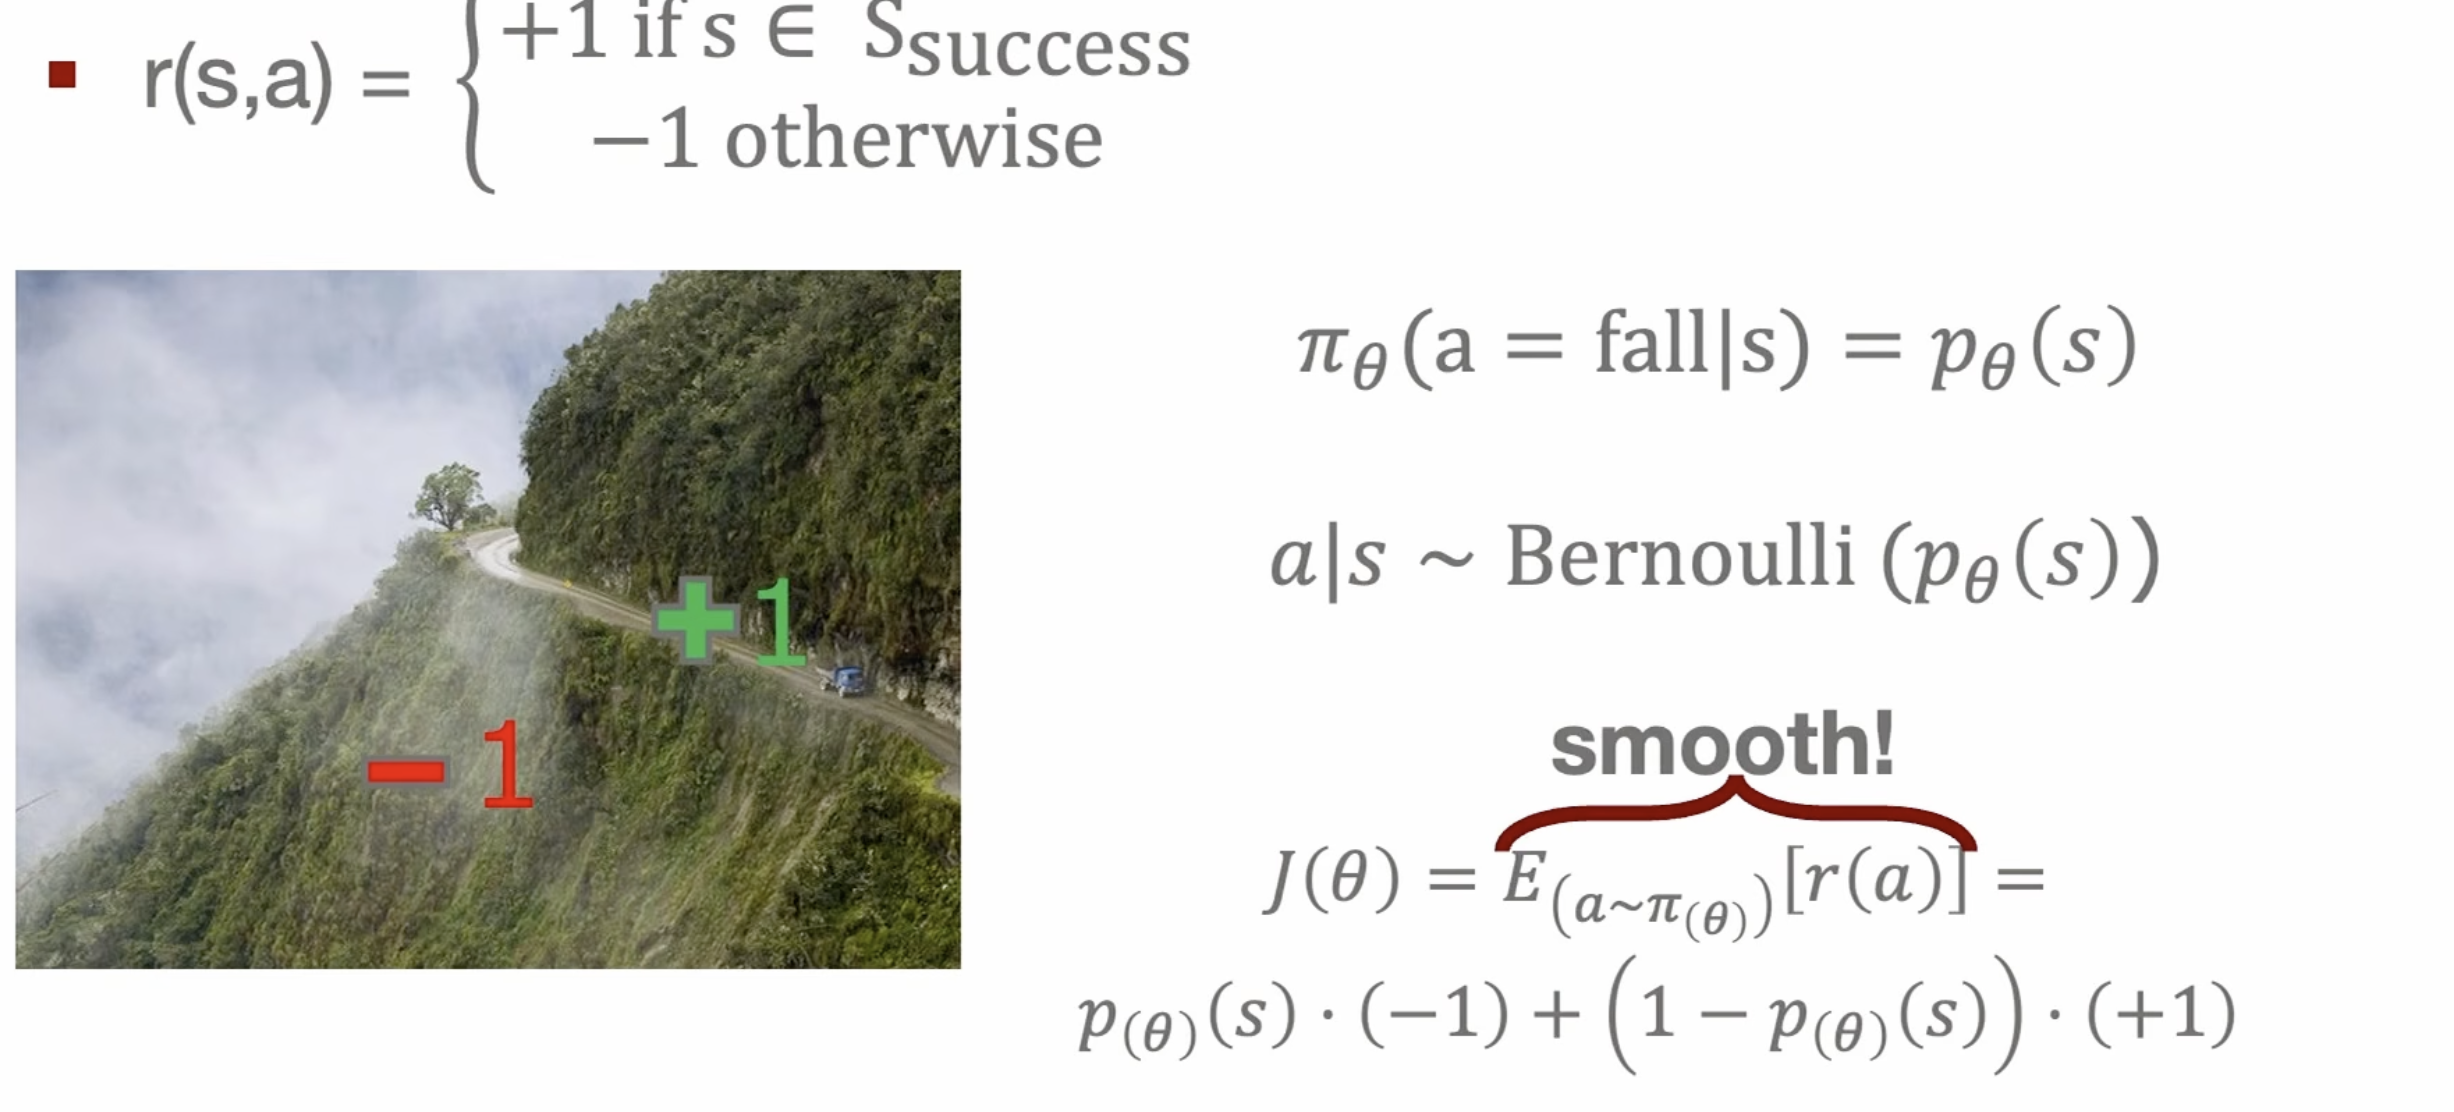 ▪ r(s,a) = { +1 if s ∈ S_success
−1 otherwise
π_θ(a = fall|s) = p_θ(s)
a|s ~ Bernoulli (p_θ(s))
+1
smooth!
−1
J(θ) = E_(a~π_(θ))[r(a)] =
p_(θ)(s) · (−1) + (1 − p_(θ)(s)) · (+1)